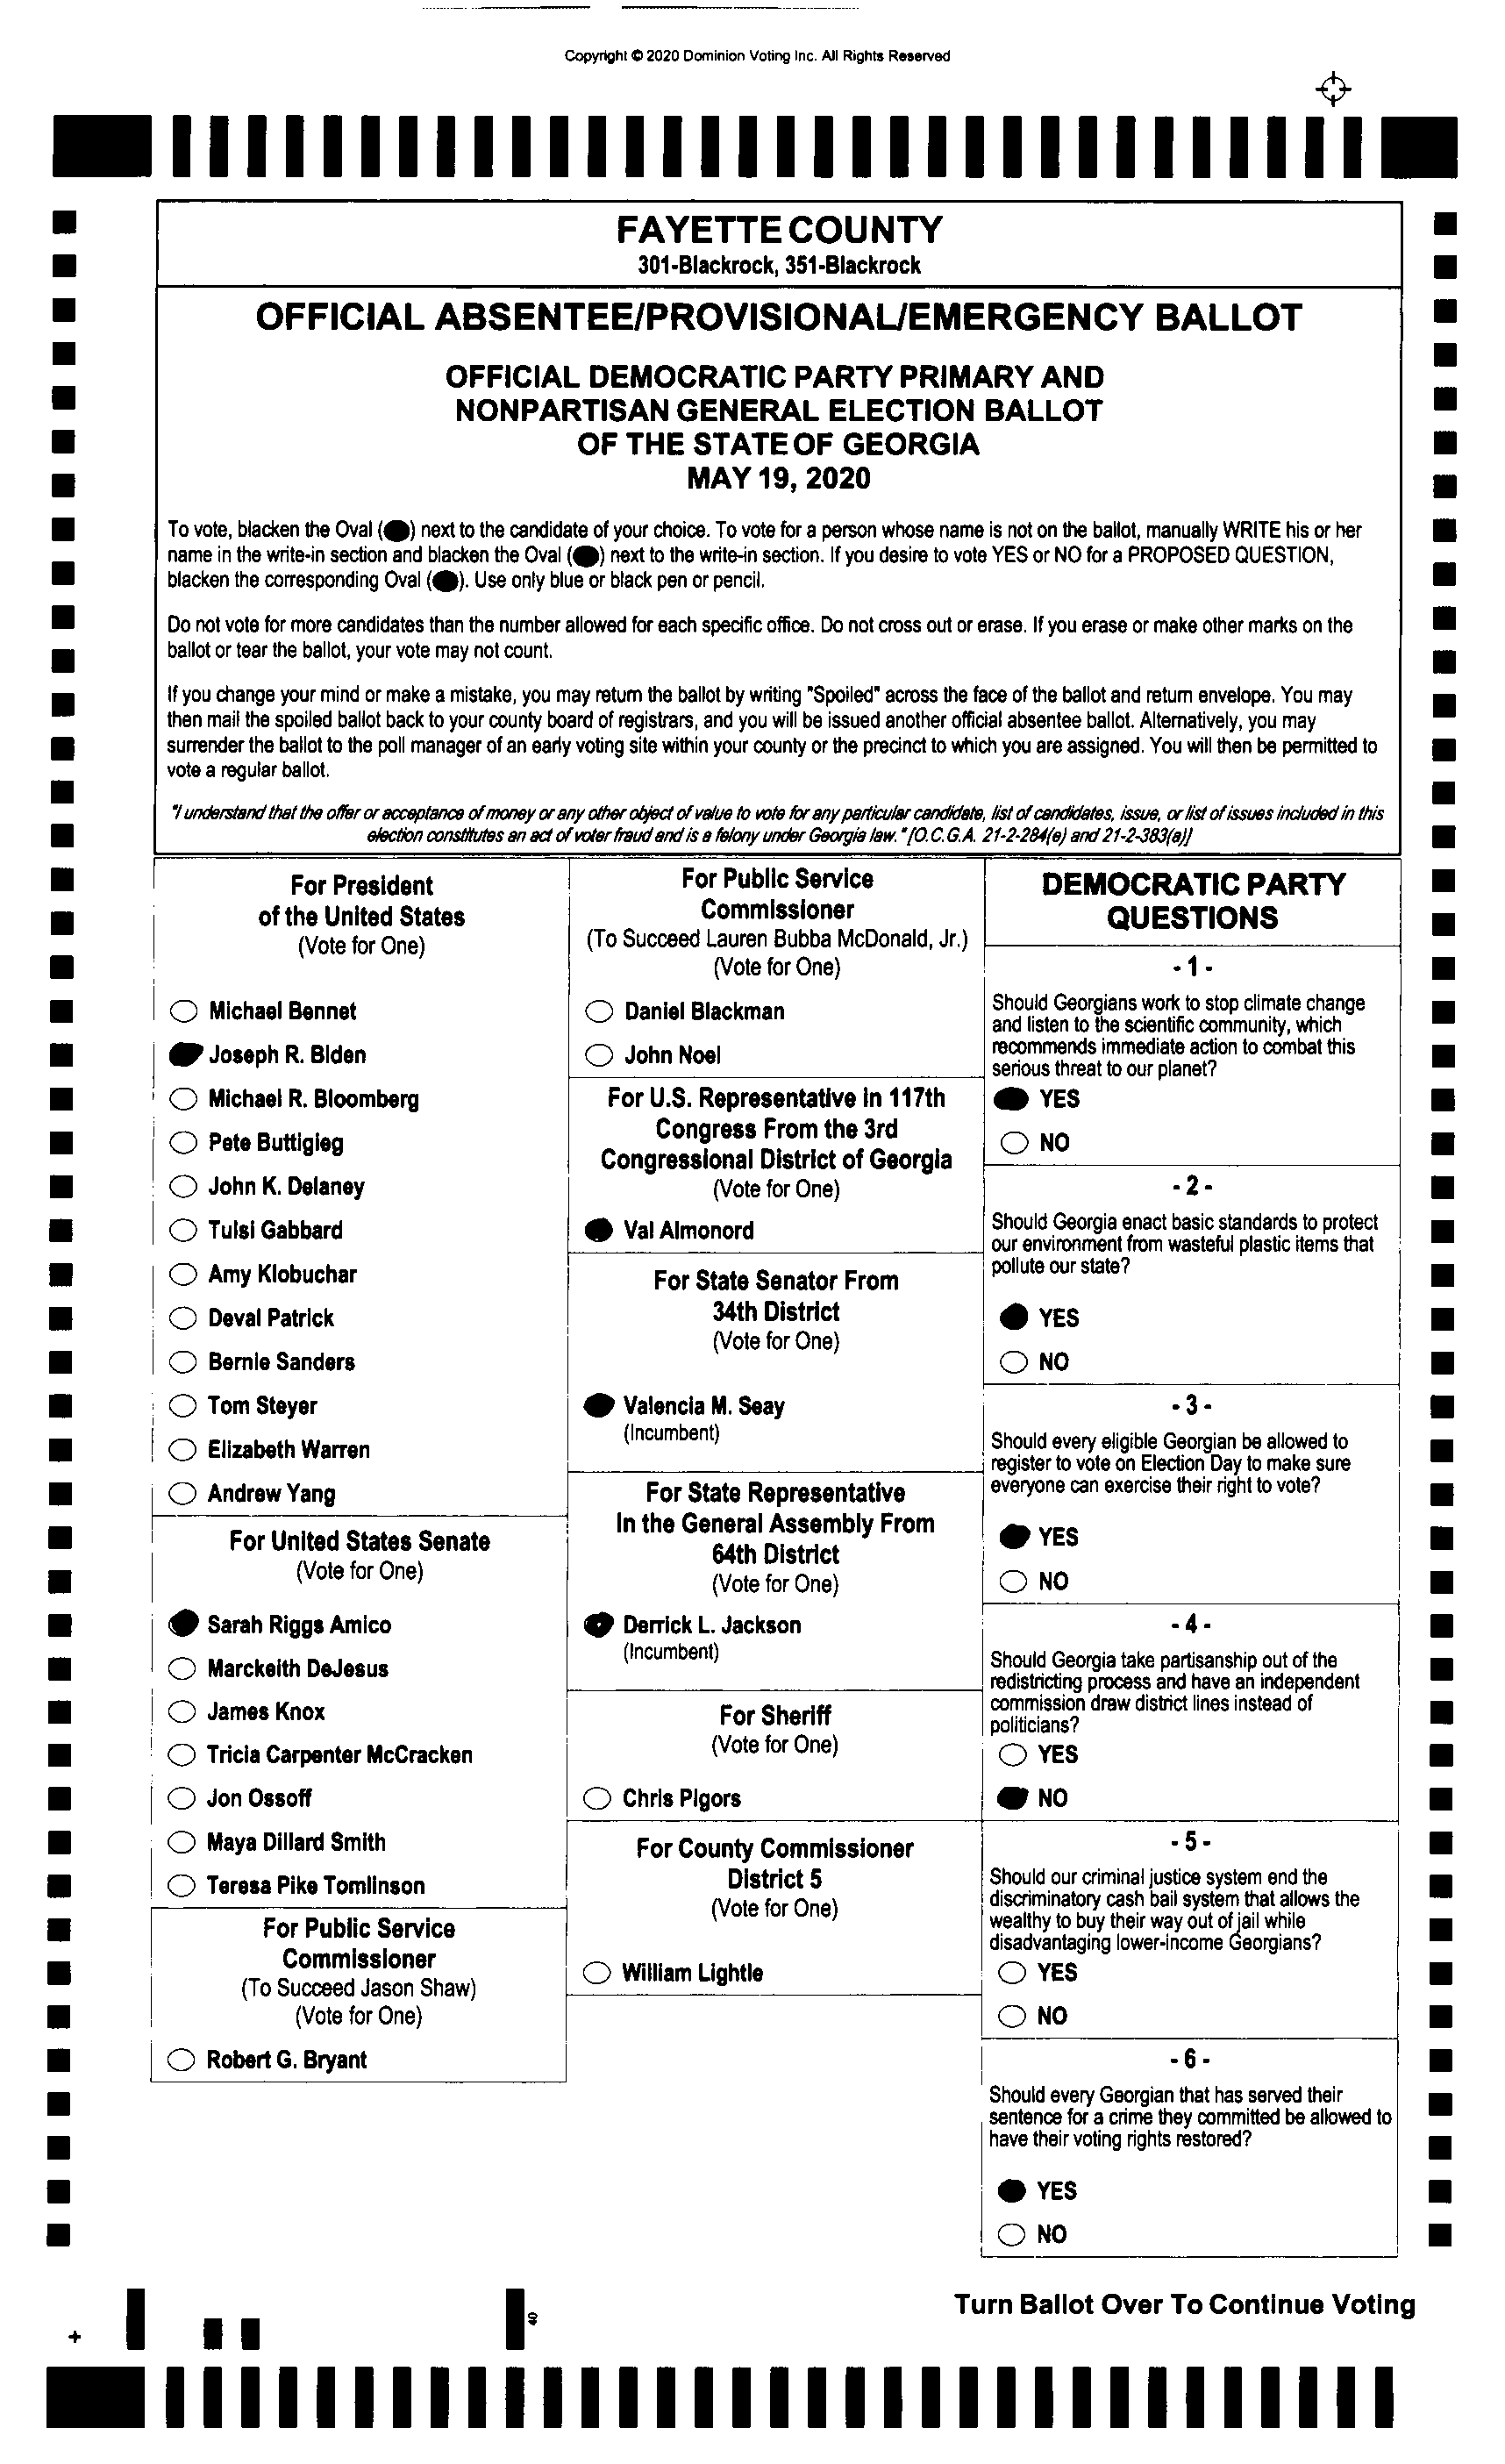 Copyright © 2020 Dominion Voting Inc. All Rights Reserved
FAYETTE COUNTY
301-Blackrock, 351-Blackrock
OFFICIAL ABSENTEE/PROVISIONAL/EMERGENCY BALLOT
OFFICIAL DEMOCRATIC PARTY PRIMARY AND
NONPARTISAN GENERAL ELECTION BALLOT
OF THE STATE OF GEORGIA
MAY 19, 2020
To vote, blacken the Oval () next to the candidate of your choice. To vote for a person whose name is not on the ballot, manually WRITE his or her
name in the write-in section and blacken the Oval () next to the write-in section. If you desire to vote YES or NO for a PROPOSED QUESTION,
blacken the corresponding Oval (). Use only blue or black pen or pencil.
Do not vote for more candidates than the number allowed for each specific office. Do not cross out or erase. If you erase or make other marks on the
ballot or tear the ballot, your vote may not count.
If you change your mind or make a mistake, you may return the ballot by writing "Spoiled" across the face of the ballot and return envelope. You may
then mail the spoiled ballot back to your county board of registrars, and you will be issued another official absentee ballot. Alternatively, you may
surrender the ballot to the poll manager of an early voting site within your county or the precinct to which you are assigned. You will then be permitted to
vote a regular ballot.
"I understand that the offer or acceptance of money or any other object of value to vote for any particular candidate, list of candidates, issue, or list of issues included in this
election constitutes an act of voter fraud and is a felony under Georgia law." [O.C.G.A. 21-2-284(e) and 21-2-383(a)]
For President
of the United States
(Vote for One)
Michael Bennet
Joseph R. Biden
Michael R. Bloomberg
Pete Buttigieg
John K. Delaney
Tulsi Gabbard
Amy Klobuchar
Deval Patrick
Bernie Sanders
Tom Steyer
Elizabeth Warren
Andrew Yang
For United States Senate
(Vote for One)
Sarah Riggs Amico
Marckeith DeJesus
James Knox
Tricia Carpenter McCracken
Jon Ossoff
Maya Dillard Smith
Teresa Pike Tomlinson
For Public Service
Commissioner
(To Succeed Jason Shaw)
(Vote for One)
Robert G. Bryant
For Public Service
Commissioner
(To Succeed Lauren Bubba McDonald, Jr.)
(Vote for One)
Daniel Blackman
John Noel
For U.S. Representative in 117th
Congress From the 3rd
Congressional District of Georgia
(Vote for One)
Val Almonord
For State Senator From
34th District
(Vote for One)
Valencia M. Seay
(Incumbent)
For State Representative
In the General Assembly From
64th District
(Vote for One)
Derrick L. Jackson
(Incumbent)
For Sheriff
(Vote for One)
Chris Pigors
For County Commissioner
District 5
(Vote for One)
William Lightle
DEMOCRATIC PARTY
QUESTIONS
- 1 -
Should Georgians work to stop climate change
and listen to the scientific community, which
recommends immediate action to combat this
serious threat to our planet?
YES
NO
- 2 -
Should Georgia enact basic standards to protect
our environment from wasteful plastic items that
pollute our state?
YES
NO
- 3 -
Should every eligible Georgian be allowed to
register to vote on Election Day to make sure
everyone can exercise their right to vote?
YES
NO
- 4 -
Should Georgia take partisanship out of the
redistricting process and have an independent
commission draw district lines instead of
politicians?
YES
NO
- 5 -
Should our criminal justice system end the
discriminatory cash bail system that allows the
wealthy to buy their way out of jail while
disadvantaging lower-income Georgians?
YES
NO
- 6 -
Should every Georgian that has served their
sentence for a crime they committed be allowed to
have their voting rights restored?
YES
NO
Turn Ballot Over To Continue Voting
40
+